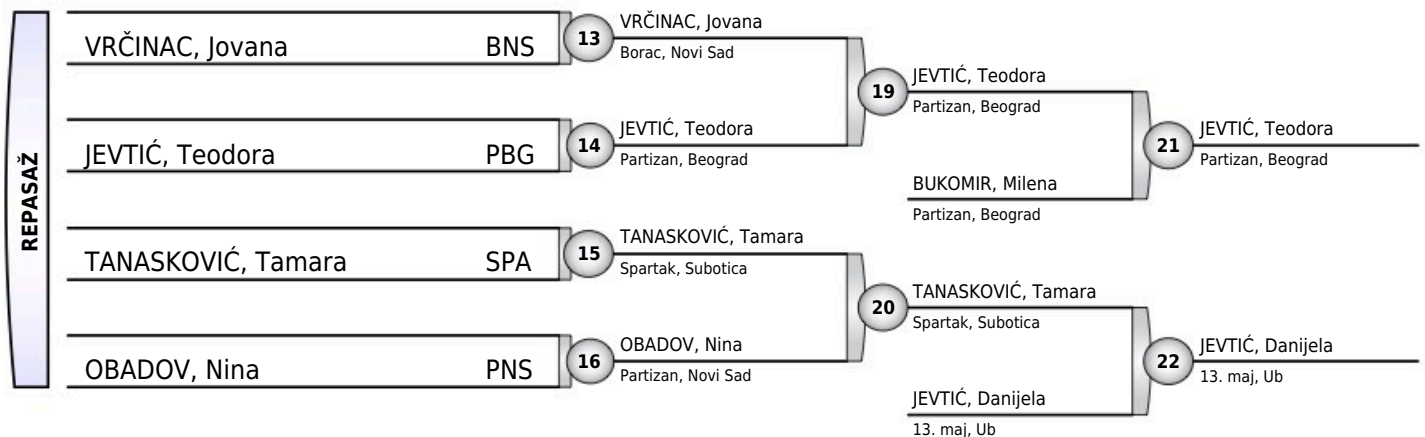 REPASAŽ
VRČINAC, Jovana BNS
JEVTIĆ, Teodora PBG
TANASKOVIĆ, Tamara SPA
OBADOV, Nina PNS
13
VRČINAC, Jovana
Borac, Novi Sad
14
JEVTIĆ, Teodora
Partizan, Beograd
15
TANASKOVIĆ, Tamara
Spartak, Subotica
16
OBADOV, Nina
Partizan, Novi Sad
19
JEVTIĆ, Teodora
Partizan, Beograd
BUKOMIR, Milena
Partizan, Beograd
20
TANASKOVIĆ, Tamara
Spartak, Subotica
JEVTIĆ, Danijela
13. maj, Ub
21
JEVTIĆ, Teodora
Partizan, Beograd
22
JEVTIĆ, Danijela
13. maj, Ub